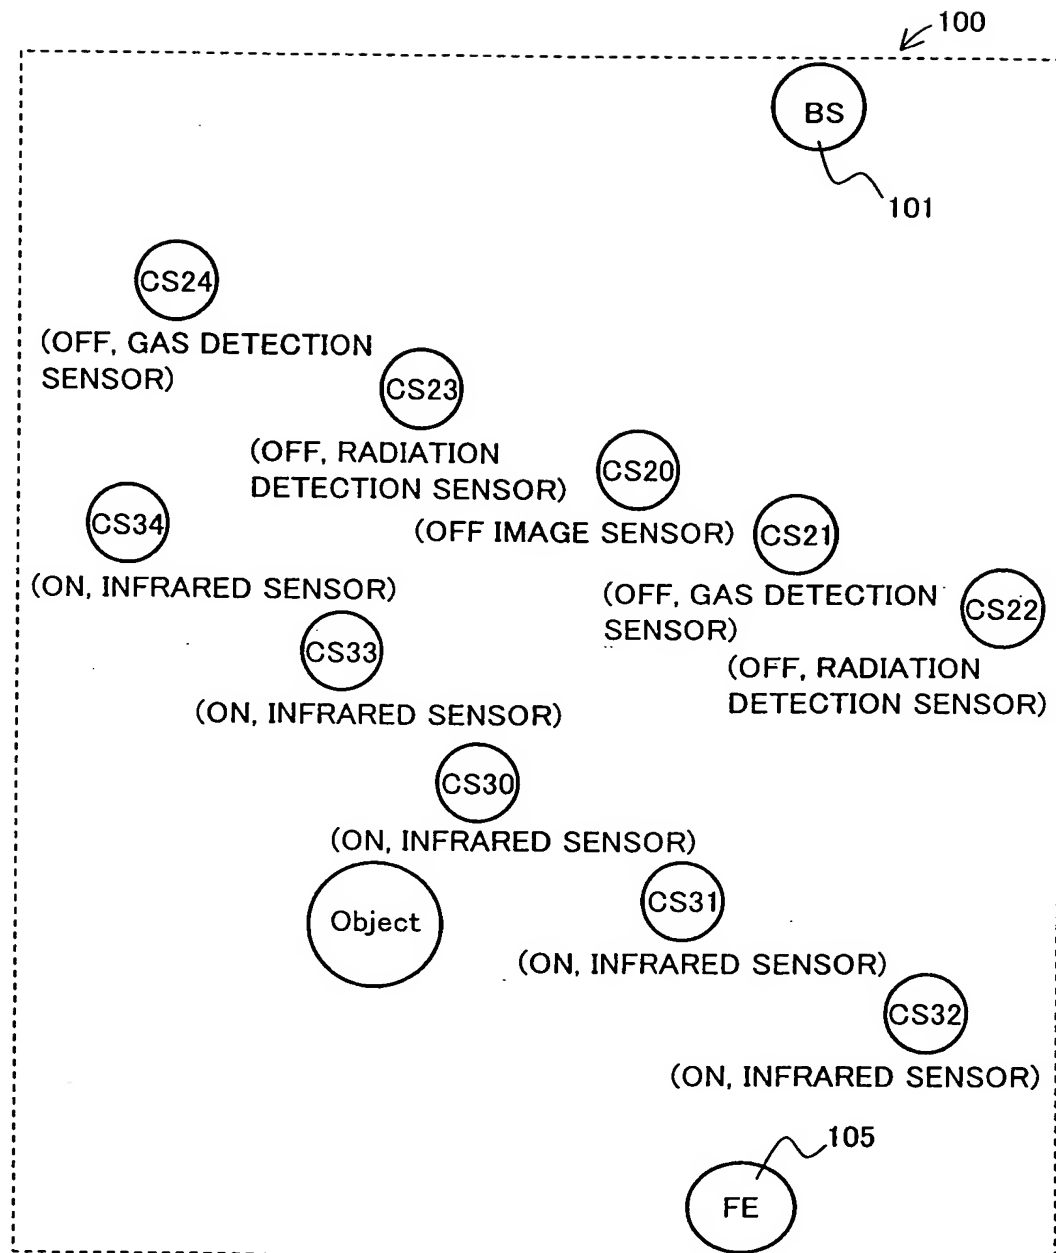 100
BS
101
CS24
(OFF, GAS DETECTION
SENSOR)
CS23
(OFF, RADIATION
DETECTION SENSOR)
CS20
(OFF IMAGE SENSOR)
CS21
(OFF, GAS DETECTION
SENSOR)
CS22
(OFF, RADIATION
DETECTION SENSOR)
CS34
(ON, INFRARED SENSOR)
CS33
(ON, INFRARED SENSOR)
CS30
(ON, INFRARED SENSOR)
Object
CS31
(ON, INFRARED SENSOR)
CS32
(ON, INFRARED SENSOR)
105
FE